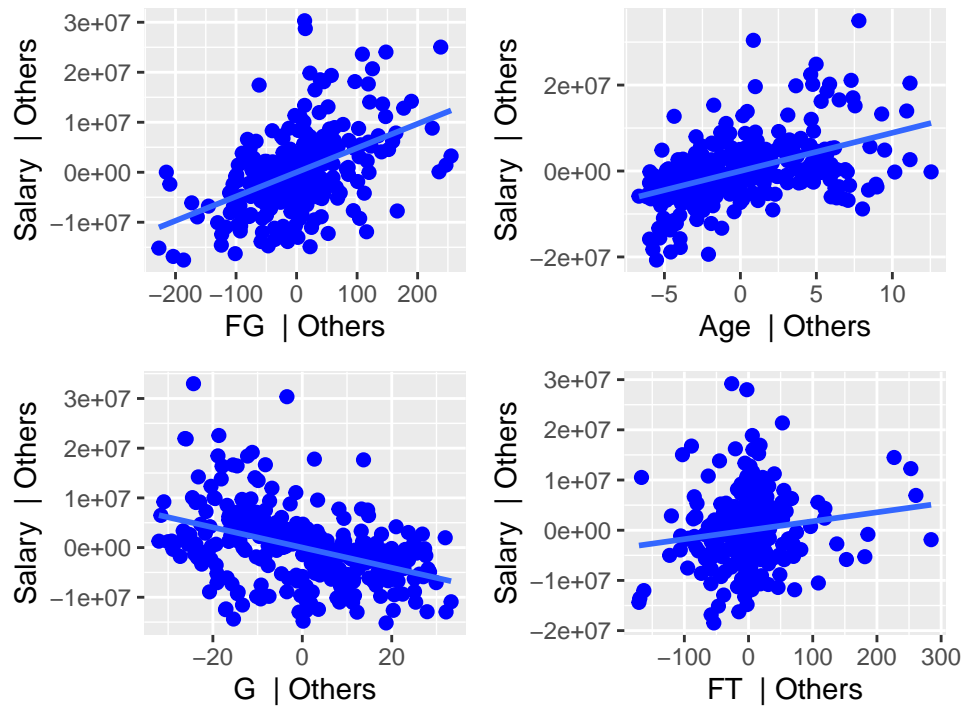 Salary | Others
3e+07
2e+07
1e+07
0e+00
−1e+07
−200 −100 0 100 200
FG | Others
Salary | Others
2e+07
0e+00
−2e+07
−5 0 5 10
Age | Others
Salary | Others
3e+07
2e+07
1e+07
0e+00
−1e+07
−20 0 20
G | Others
Salary | Others
3e+07
2e+07
1e+07
0e+00
−1e+07
−2e+07
−100 0 100 200 300
FT | Others